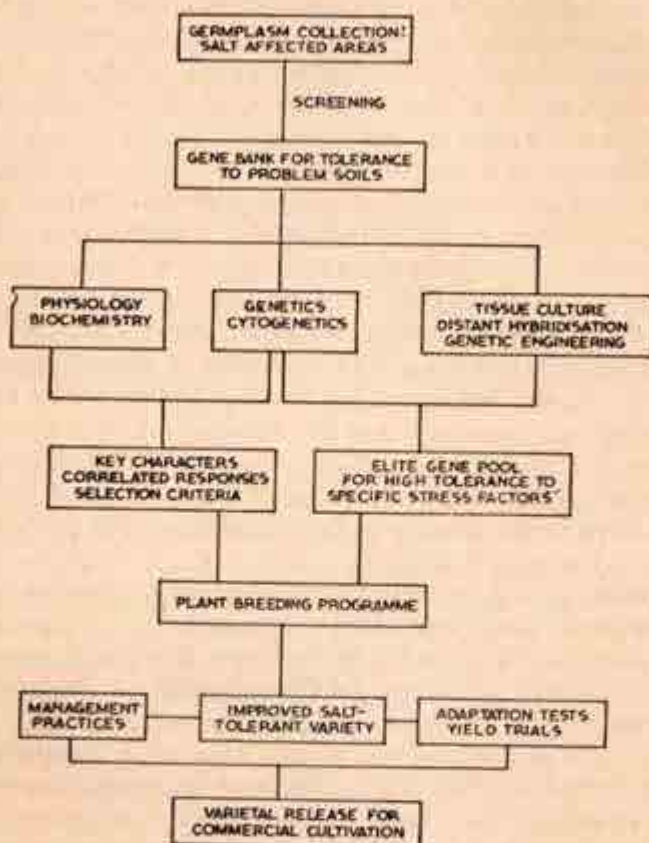 GERMPLASM COLLECTION:
SALT AFFECTED AREAS
SCREENING
GENE BANK FOR TOLERANCE
TO PROBLEM SOILS
PHYSIOLOGY
BIOCHEMISTRY
GENETICS
CYTOGENETICS
TISSUE CULTURE
DISTANT HYBRIDISATION
GENETIC ENGINEERING
KEY CHARACTERS
CORRELATED RESPONSES
SELECTION CRITERIA
ELITE GENE POOL
FOR HIGH TOLERANCE TO
SPECIFIC STRESS FACTORS
PLANT BREEDING PROGRAMME
MANAGEMENT
PRACTICES
IMPROVED SALT-
TOLERANT VARIETY
ADAPTATION TESTS
YIELD TRIALS
VARIETAL RELEASE FOR
COMMERCIAL CULTIVATION